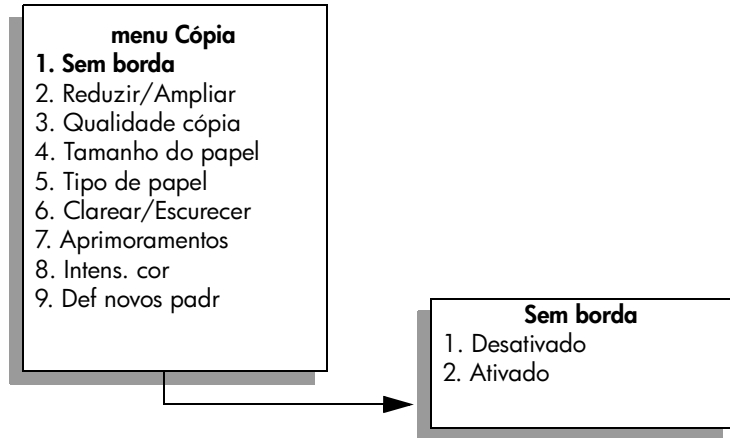 menu Cópia
1. Sem borda
2. Reduzir/Ampliar
3. Qualidade cópia
4. Tamanho do papel
5. Tipo de papel
6. Clarear/Escurecer
7. Aprimoramentos
8. Intens. cor
9. Def novos padr
Sem borda
1. Desativado
2. Ativado